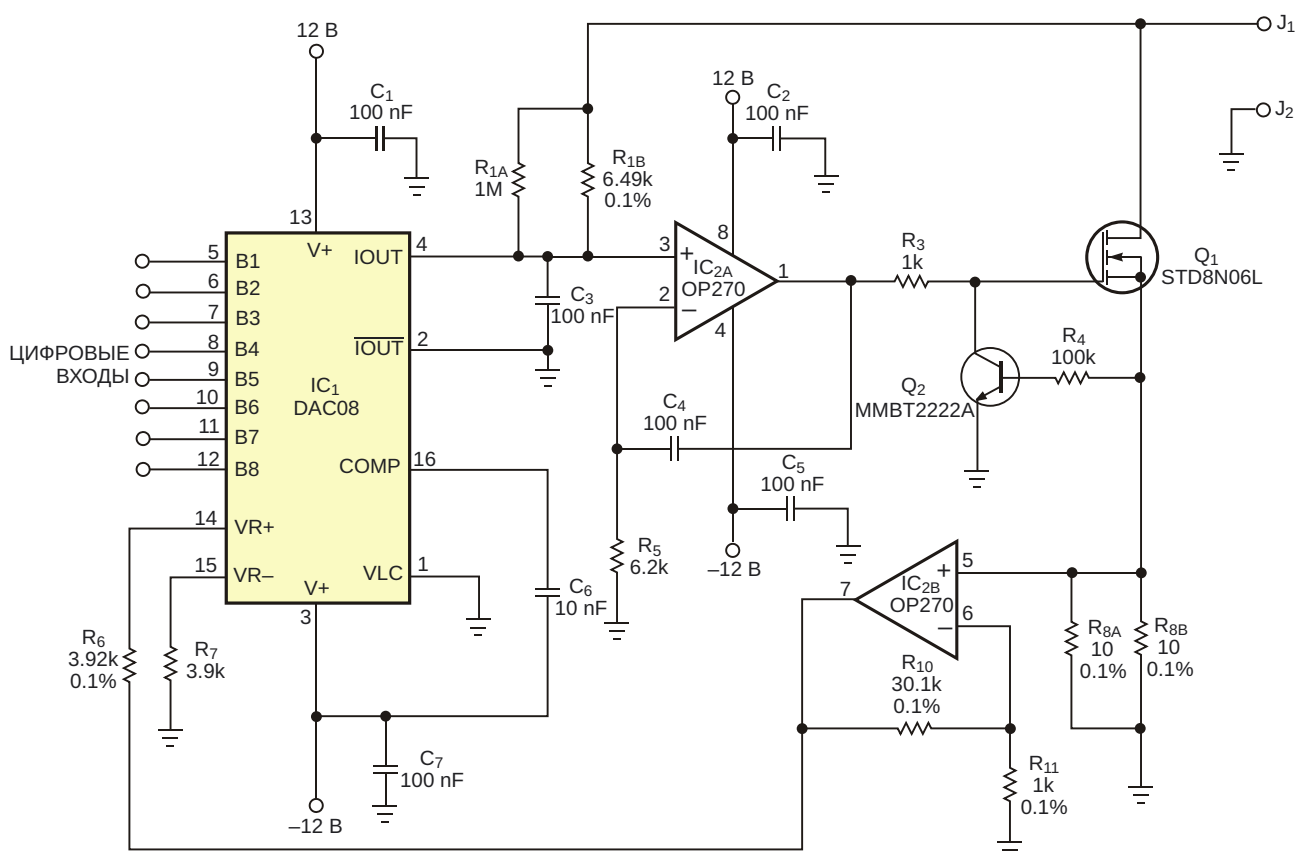 12 В
J1
12 В
C2
100 nF
J2
C1
100 nF
R1A
1M
R1B
6.49k
0.1%
13
V+
IOUT
4
3
8
+
IC2A
OP270
1
2
–
4
R3
1k
Q1
STD8N06L
5
B1
6
B2
7
B3
8
B4
9
B5
10
B6
11
B7
12
B8
ЦИФРОВЫЕ
ВХОДЫ
C3
100 nF
IOUT
2
IC1
DAC08
R4
100k
Q2
MMBT2222A
C4
100 nF
COMP
16
C5
100 nF
14
VR+
15
VR–
VLC
1
V+
3
R5
6.2k
–12 В
C6
10 nF
5
+
IC2B
OP270
7
6
–
R6
3.92k
0.1%
R7
3.9k
R8A
10
0.1%
R8B
10
0.1%
R10
30.1k
0.1%
C7
100 nF
R11
1k
0.1%
–12 В